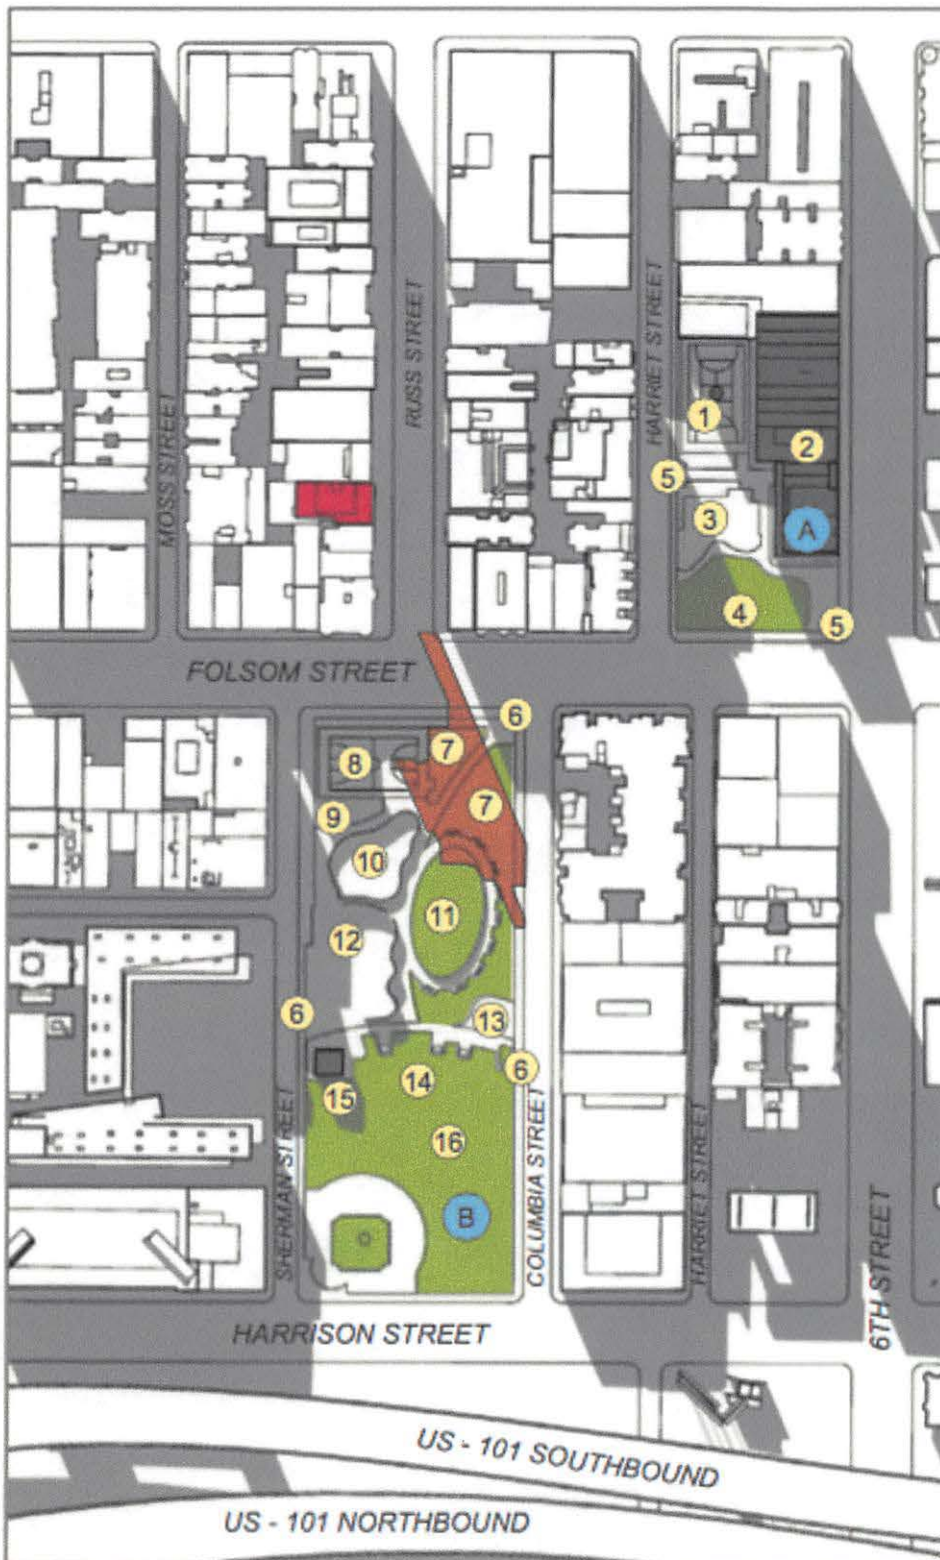 RUSS STREET
HARRIET STREET
MOSS STREET
1
2
5
3
A
4
5
FOLSOM STREET
6
7
8
7
9
10
11
12
6
13
6
14
15
16
B
SHERMAN STREET
COLUMBIA STREET
HARRIET STREET
6TH STREET
HARRISON STREET
US - 101 SOUTHBOUND
US - 101 NORTHBOUND